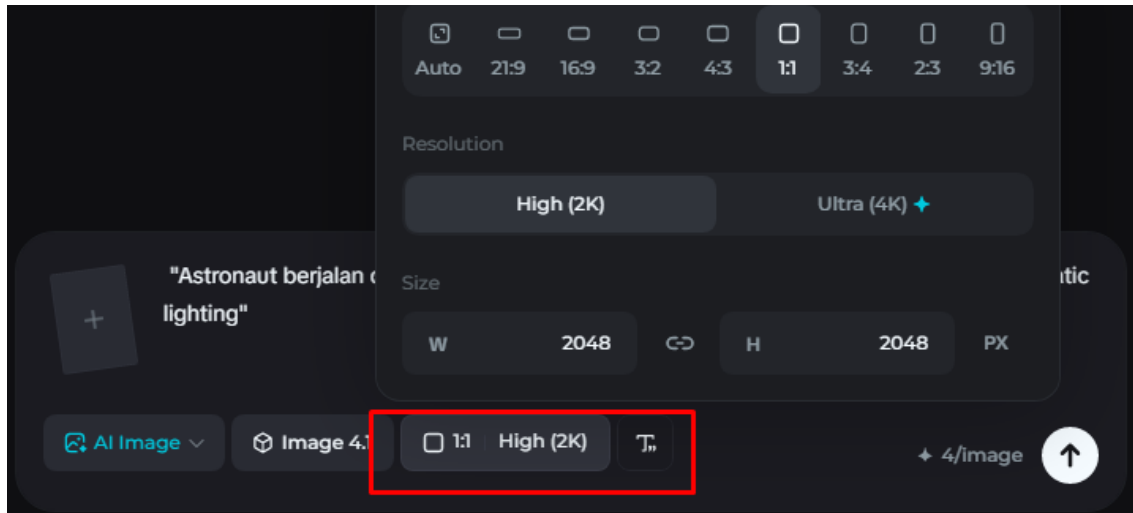 Auto 21:9 16:9 3:2 4:3 1:1 3:4 2:3 9:16
Resolution
High (2K) Ultra (4K)
"Astronaut berjalan
lighting"
Size
W 2048 H 2048 PX
AI Image Image 4.1 1:1 High (2K) T 4/image